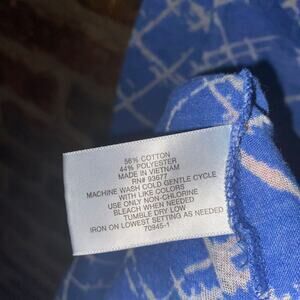 56% COTTON
44% POLYESTER
MADE IN VIETNAM
RN# 93677
MACHINE WASH COLD GENTLE CYCLE
WITH LIKE COLORS
USE ONLY NON-CHLORINE
BLEACH WHEN NEEDED
TUMBLE DRY LOW
IRON ON LOWEST SETTING AS NEEDED
70945-1